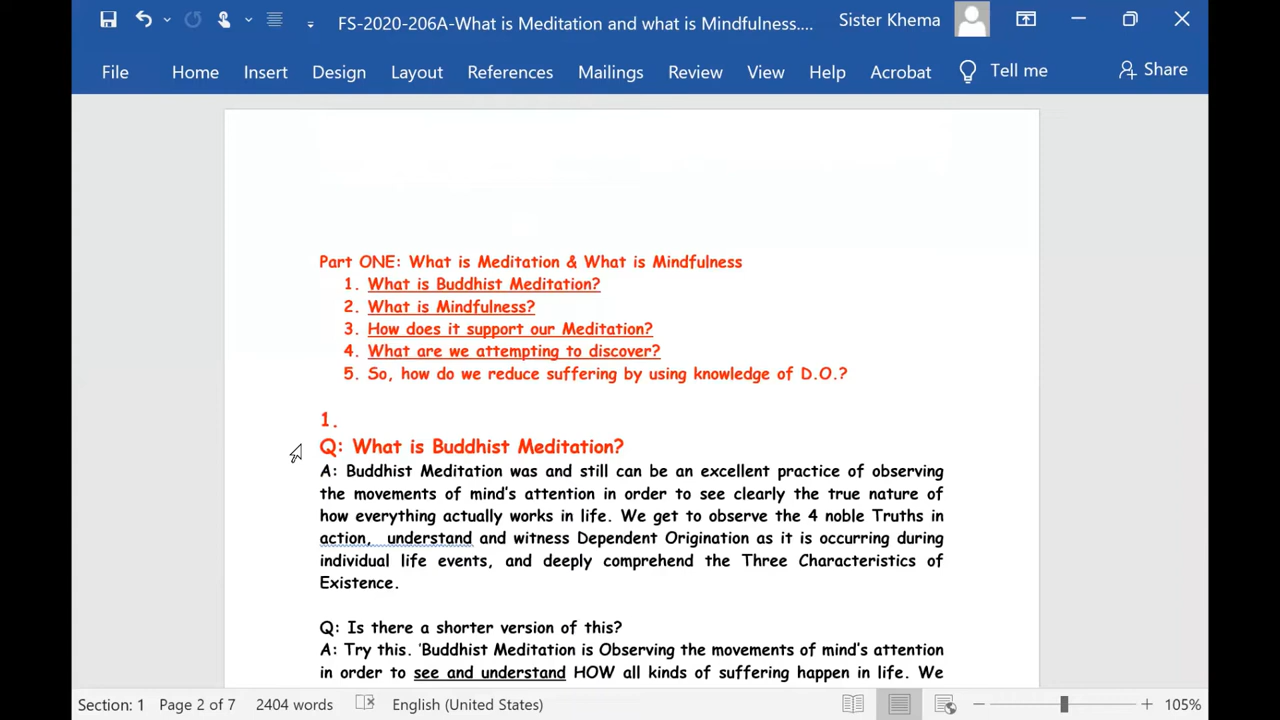 FS-2020-206A-What is Meditation and what is Mindfulness....
Sister Khema
File Home Insert Design Layout References Mailings Review View Help Acrobat Tell me Share
Part ONE: What is Meditation & What is Mindfulness
1. What is Buddhist Meditation?
2. What is Mindfulness?
3. How does it support our Meditation?
4. What are we attempting to discover?
5. So, how do we reduce suffering by using knowledge of D.O.?
1.
Q: What is Buddhist Meditation?
A: Buddhist Meditation was and still can be an excellent practice of observing
the movements of mind's attention in order to see clearly the true nature of
how everything actually works in life. We get to observe the 4 noble Truths in
action, understand and witness Dependent Origination as it is occurring during
individual life events, and deeply comprehend the Three Characteristics of
Existence.
Q: Is there a shorter version of this?
A: Try this. 'Buddhist Meditation is Observing the movements of mind's attention
in order to see and understand HOW all kinds of suffering happen in life. We
Section: 1 Page 2 of 7 2404 words English (United States) 105%